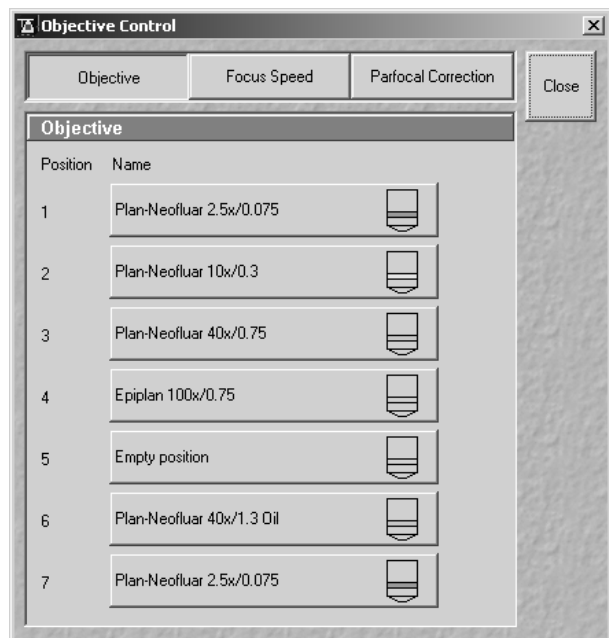 Objective Control
Objective Focus Speed Parfocal Correction Close
Objective
Position Name
1 Plan-Neofluar 2.5x/0.075
2 Plan-Neofluar 10x/0.3
3 Plan-Neofluar 40x/0.75
4 Epiplan 100x/0.75
5 Empty position
6 Plan-Neofluar 40x/1.3 Oil
7 Plan-Neofluar 2.5x/0.075